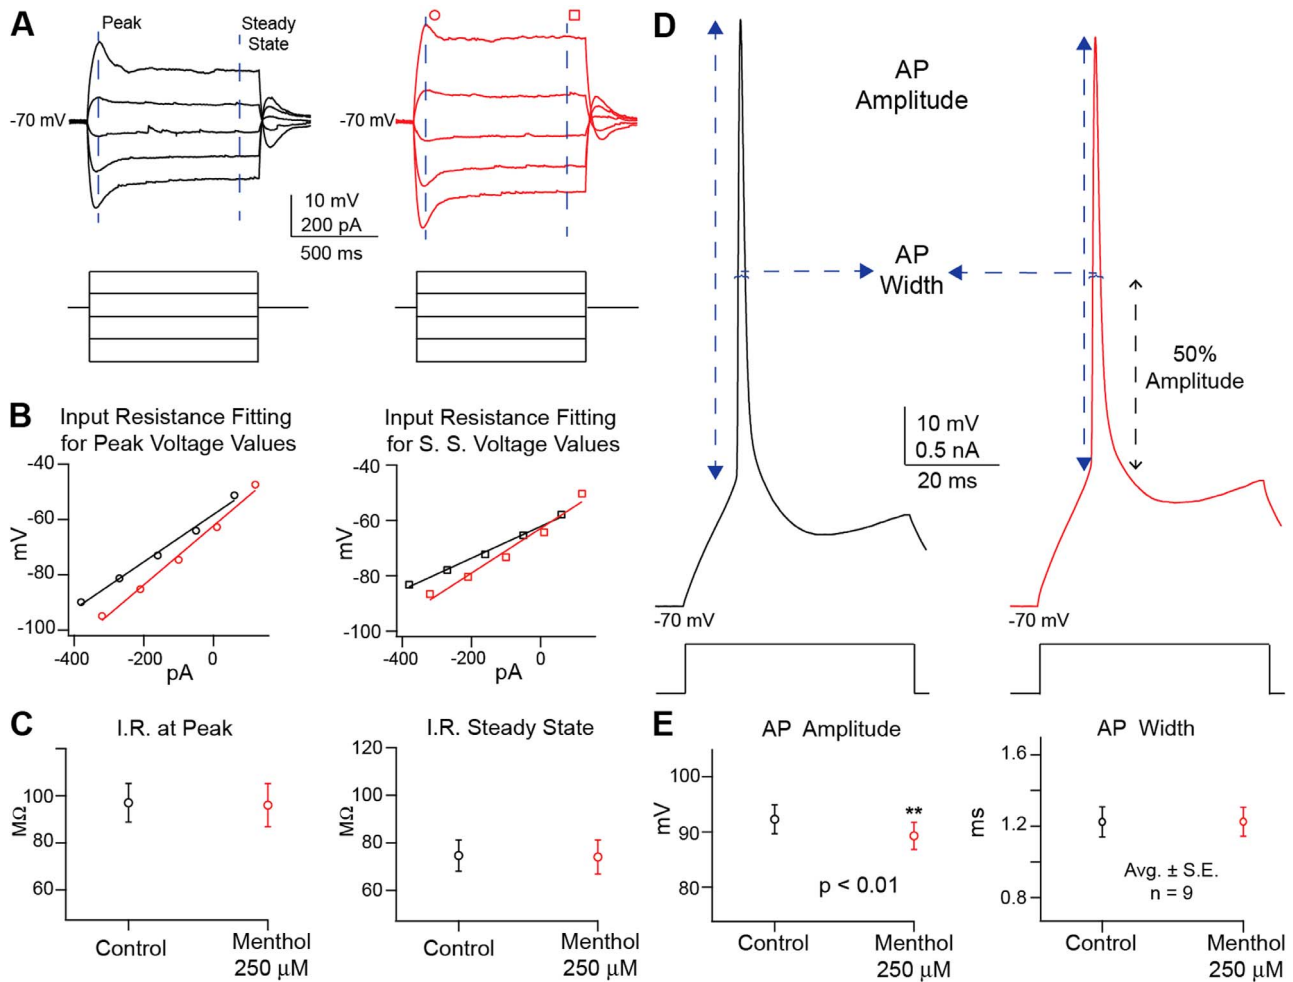 A
Peak
Steady
State
-70 mV
-70 mV
10 mV
200 pA
500 ms
B
Input Resistance Fitting
for Peak Voltage Values
-40
-60
-80
-100
mV
-400
-200
0
pA
Input Resistance Fitting
for S. S. Voltage Values
-40
-60
-80
-100
mV
-400
-200
0
pA
C
I.R. at Peak
100
80
60
MΩ
Control
Menthol
250 μM
I.R. Steady State
120
100
80
60
MΩ
Control
Menthol
250 μM
D
AP
Amplitude
AP
Width
50%
Amplitude
10 mV
0.5 nA
20 ms
-70 mV
-70 mV
E
AP Amplitude
100
90
80
mV
**
p < 0.01
Control
Menthol
250 μM
AP Width
1.6
1.2
0.8
ms
Avg. ± S.E.
n = 9
Control
Menthol
250 μM